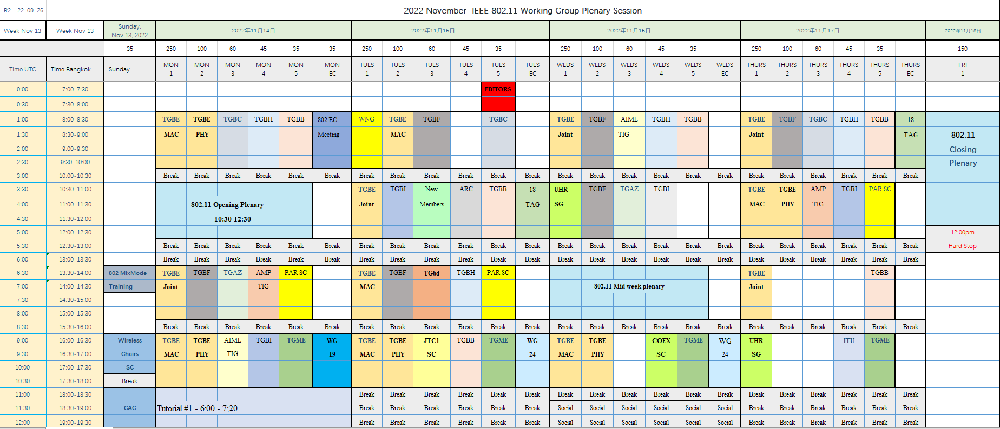 R2 - 22-09-26 2022 November IEEE 802.11 Working Group Plenary Session
Week Nov 13 Week Nov 13 Sunday, Nov 13, 2022 2022年11月14日 2022年11月15日 2022年11月16日 2022年11月17日 2022年11月18日
35 250 100 60 45 35 35 250 100 60 45 35 250 100 60 45 35 250 100 60 45 35 150
Time UTC Time Bangkok Sunday MON 1 MON 2 MON 3 MON 4 MON 5 MON EC TUES 1 TUES 2 TUES 3 TUES 4 TUES 5 TUES EC WEDS 1 WEDS 2 WEDS 3 WEDS 4 WEDS 5 WEDS EC THURS 1 THURS 2 THURS 3 THURS 4 THURS 5 THURS EC FRI 1
0:00 7:00-7:30 EDITORS
0:30 7:30-8:00
1:00 8:00-8:30 TGBE TGBE TGBC TGBH TGBB 802 EC WNG TGBE TGBF TGBC TGBE TGBF AIML TGBH TGBB TGBE TGBF TGBC TGBH TGBB 18
1:30 8:30-9:00 MAC PHY Meeting MAC Joint TIG Joint TAG 802.11
2:00 9:00-9:30 Closing
2:30 9:30-10:00 Plenary
3:00 10:00-10:30 Break Break Break Break Break Break Break Break Break Break Break Break Break Break Break Break Break Break Break Break Break Break Break Break
3:30 10:30-11:00 TGBE TGBI New ARC TGBB 18 UHR TGBF TGAZ TGBI TGBE TGBE AMP TGBI PAR SC
4:00 11:00-11:30 802.11 Opening Plenary Joint Members TAG SG MAC PHY TIG
4:30 11:30-12:00 10:30-12:30
5:00 12:00-12:30 12:00pm
5:30 12:30-13:00 Break Break Break Break Break Break Break Break Break Break Break Break Break Break Break Break Break Break Break Break Break Break Break Break Hard Stop
6:00 13:00-13:30 Break Break Break Break Break Break Break Break Break Break Break Break Break Break Break Break Break Break Break Break Break Break Break Break
6:30 13:30-14:00 802 MixMode TGBE TGBF TGAZ AMP PAR SC TGBE TGBF TGbd TGBH PAR SC TGBE TGBB
7:00 14:00-14:30 Training Joint TIG MAC 802.11 Mid week plenary Joint
7:30 14:30-15:00
8:00 15:00-15:30
8:30 15:30-16:00 Break Break Break Break Break Break Break Break Break Break Break Break Break Break Break Break Break Break Break Break Break Break Break Break
9:00 16:00-16:30 Wireless TGBE TGBE AIML TGBI TGME WG TGBE TGBE JTC1 TGBB TGME WG TGBE TGBE COEX TGME WG UHR ITU TGME
9:30 16:30-17:00 Chairs MAC PHY TIG 19 MAC PHY SC 24 MAC PHY SC 24 SG
10:00 17:00-17:30 SC
10:30 17:30-18:00 Break
11:00 18:00-18:30 Break Break Break Break Break Break Break Break Break Break Break Break Break Break Break Break Break Break
11:30 18:30-19:00 CAC Tutorial #1 - 6:00 - 7;20 Break Break Break Break Break Break Social Social Social Social Social Social Break Break Break Break Break Break
12:00 19:00-19:30 Break Break Break Break Break Break Social Social Social Social Social Social Break Break Break Break Break Break